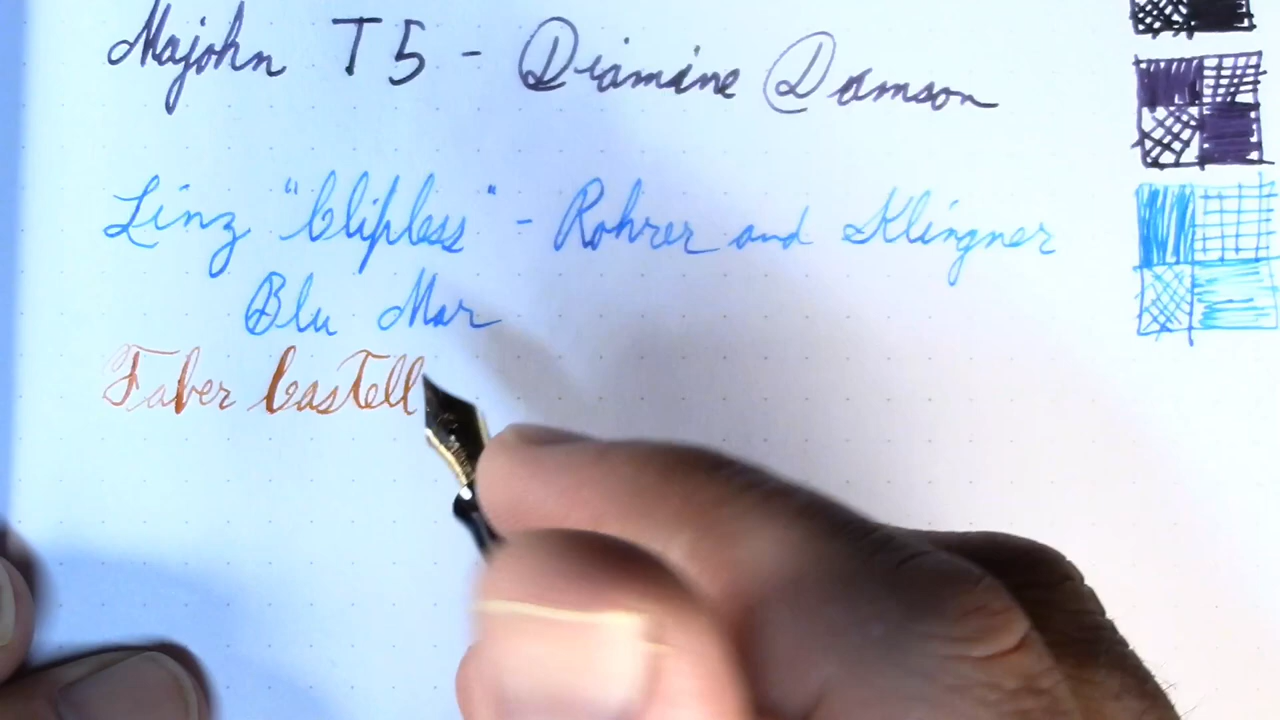 Majohn T5 - Diamine Damson
Linz "Clipless" - Rohrer and Klingner
Blu Mar
Faber Castell